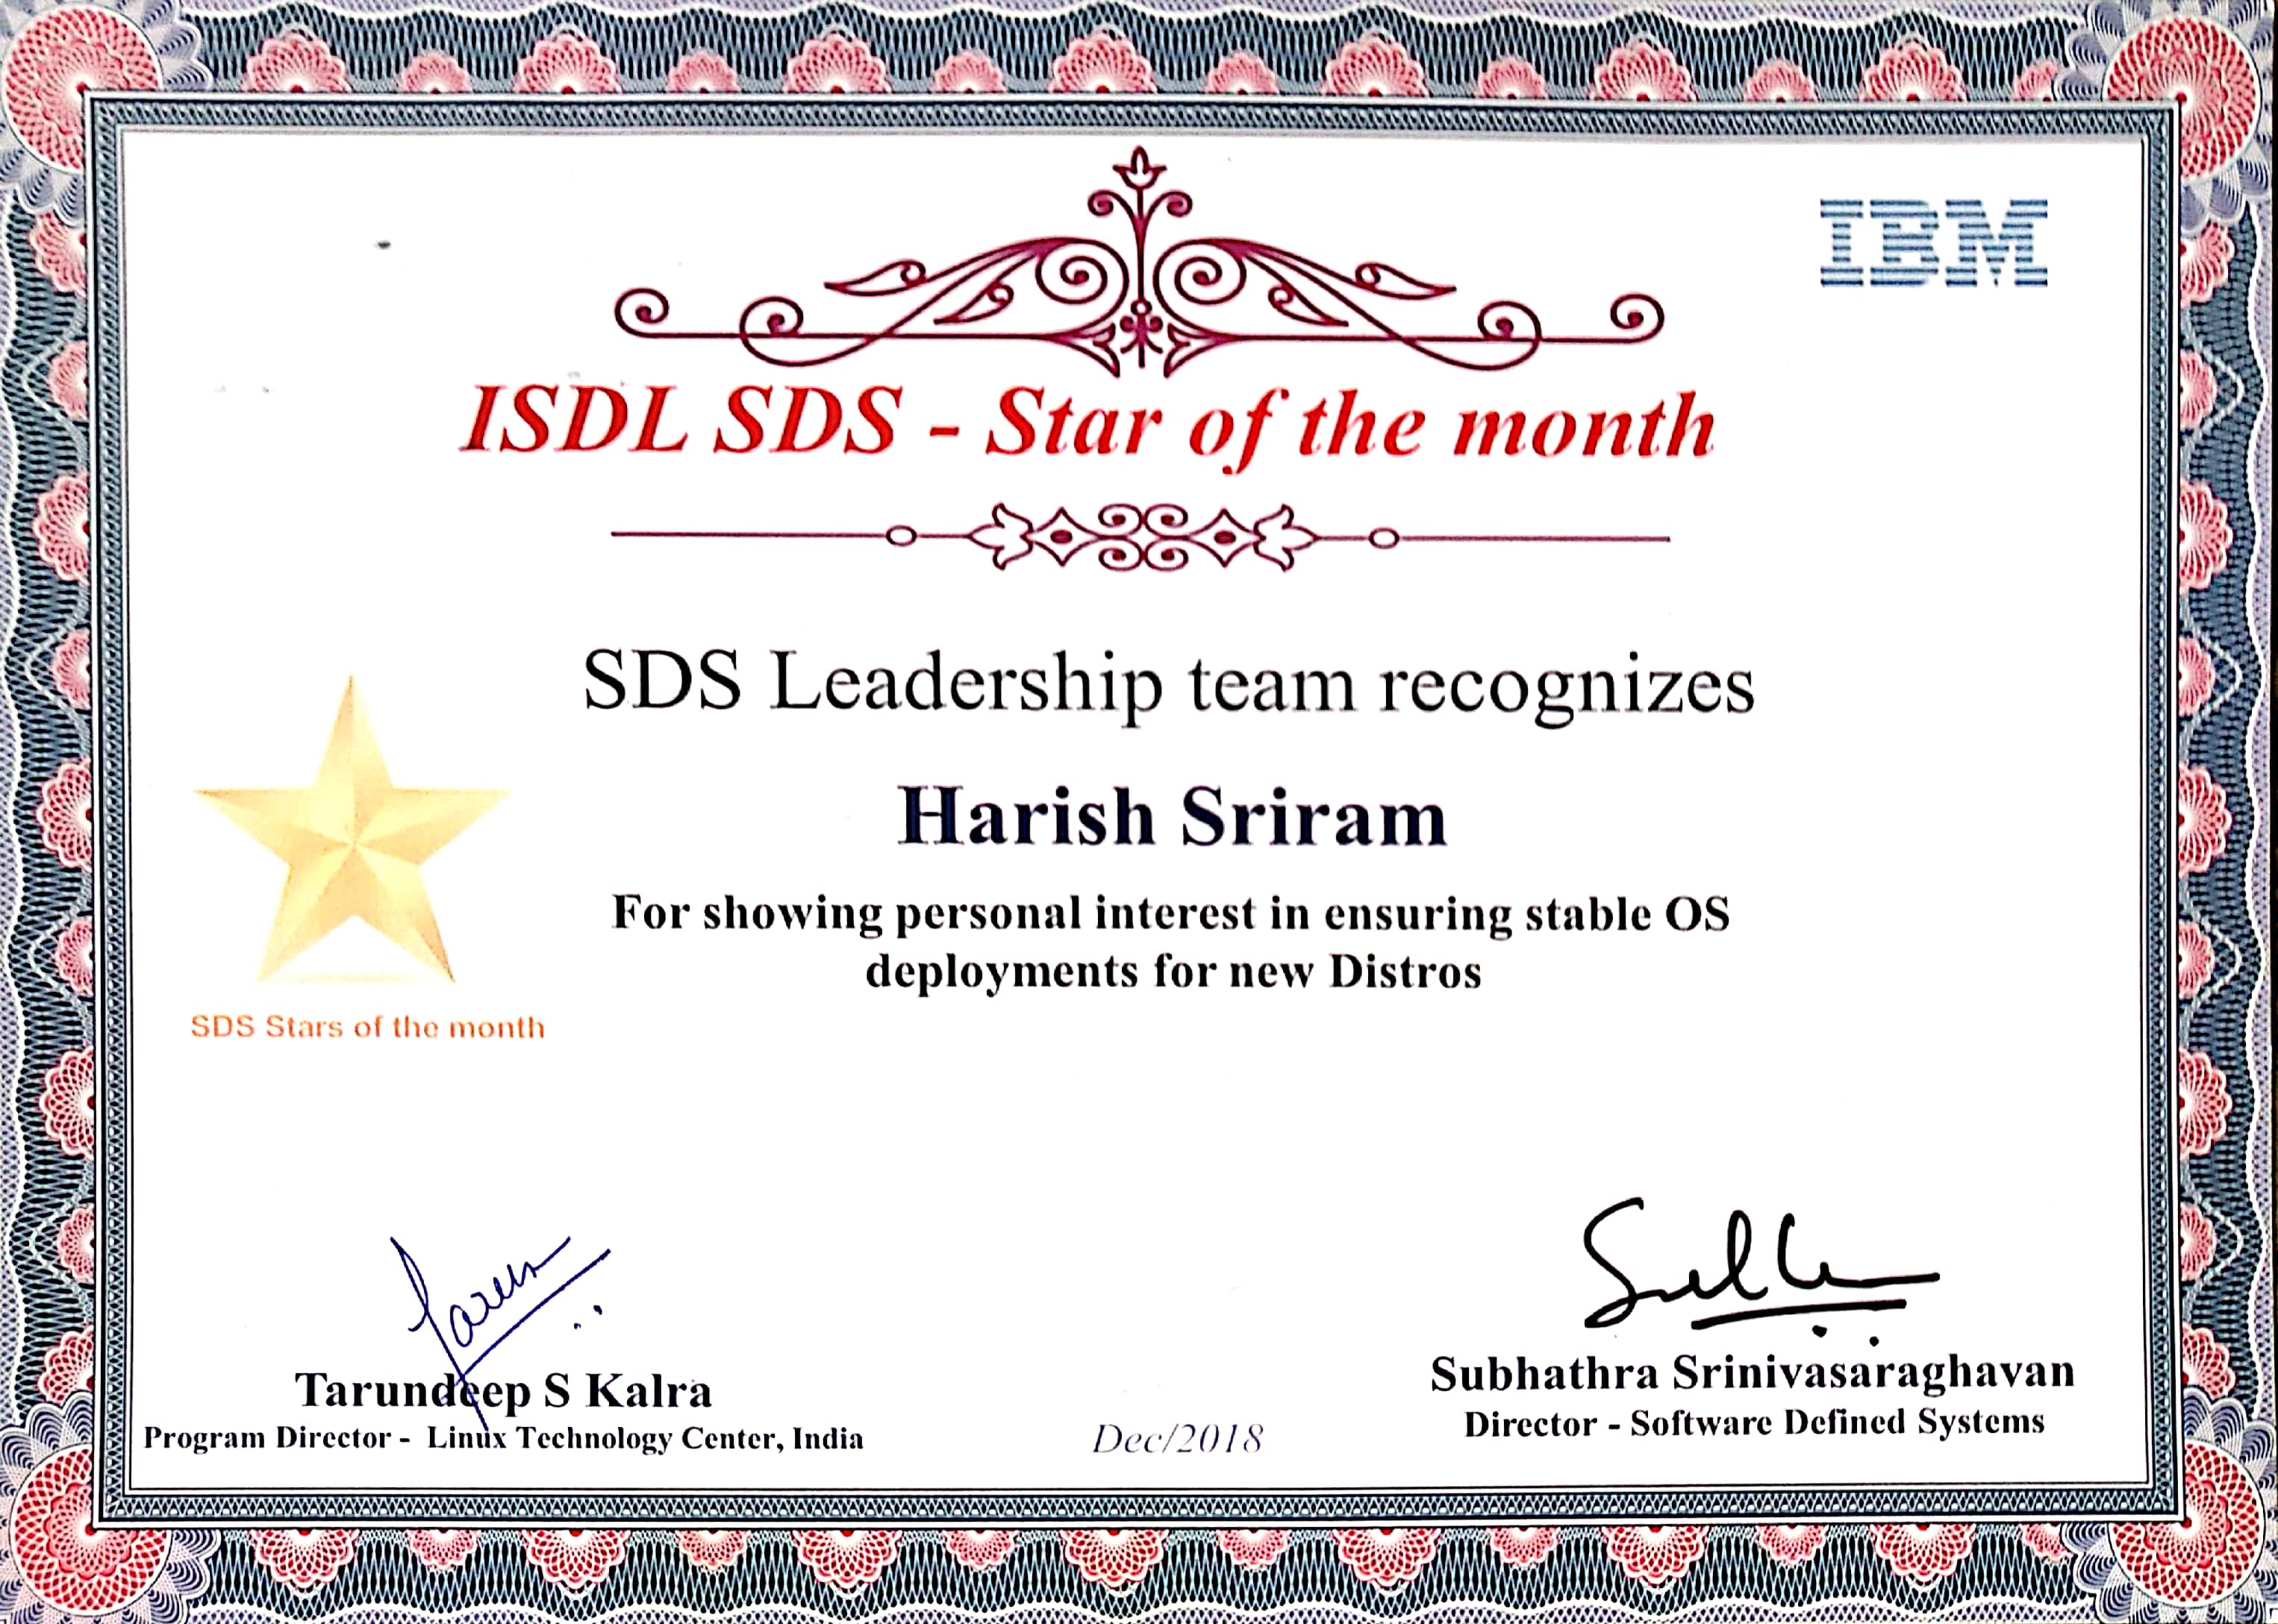 IBM
ISDL SDS - Star of the month
SDS Leadership team recognizes
Harish Sriram
For showing personal interest in ensuring stable OS
deployments for new Distros
SDS Stars of the month
Tarundeep S Kalra
Program Director - Linux Technology Center, India
Dec/2018
Subhathra Srinivasaraghavan
Director - Software Defined Systems